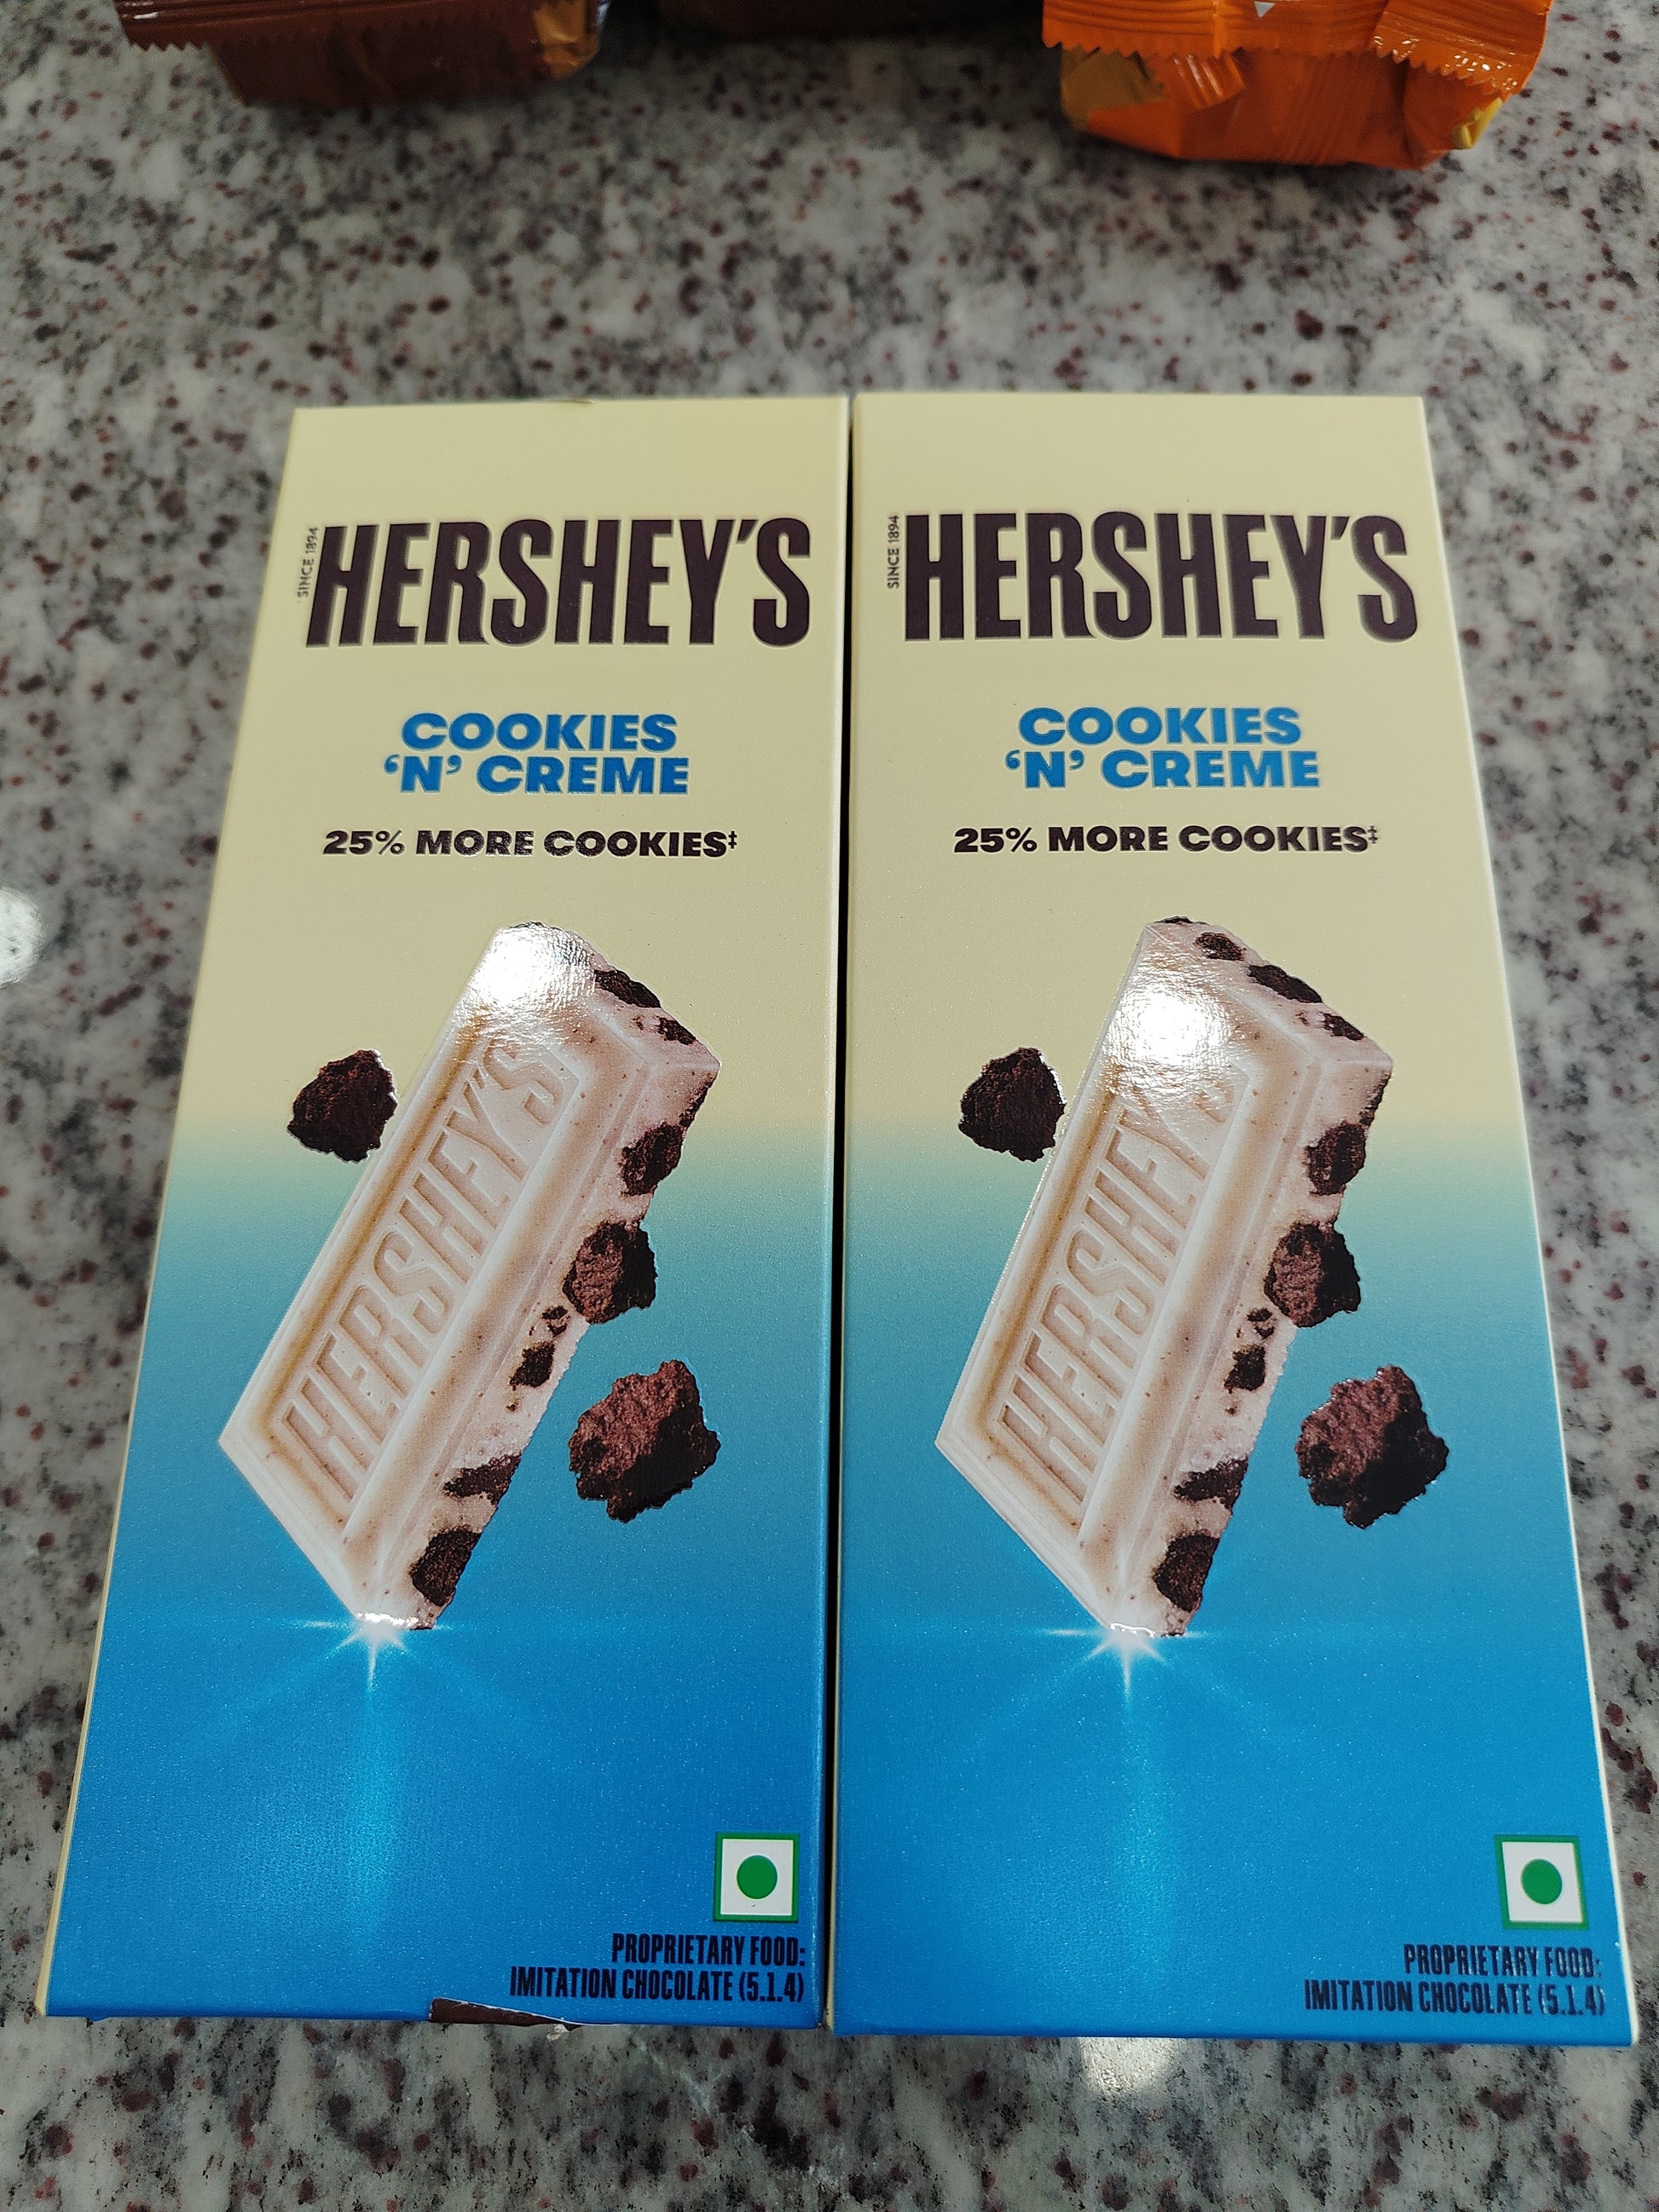 SINCE 1894
HERSHEY'S
COOKIES
‘N’ CREME
25% MORE COOKIES‡
HERSHEY'S
PROPRIETARY FOOD:
IMITATION CHOCOLATE (5.1.4)
SINCE 1894
HERSHEY'S
COOKIES
‘N’ CREME
25% MORE COOKIES‡
HERSHEY'S
PROPRIETARY FOOD:
IMITATION CHOCOLATE (5.1.4)